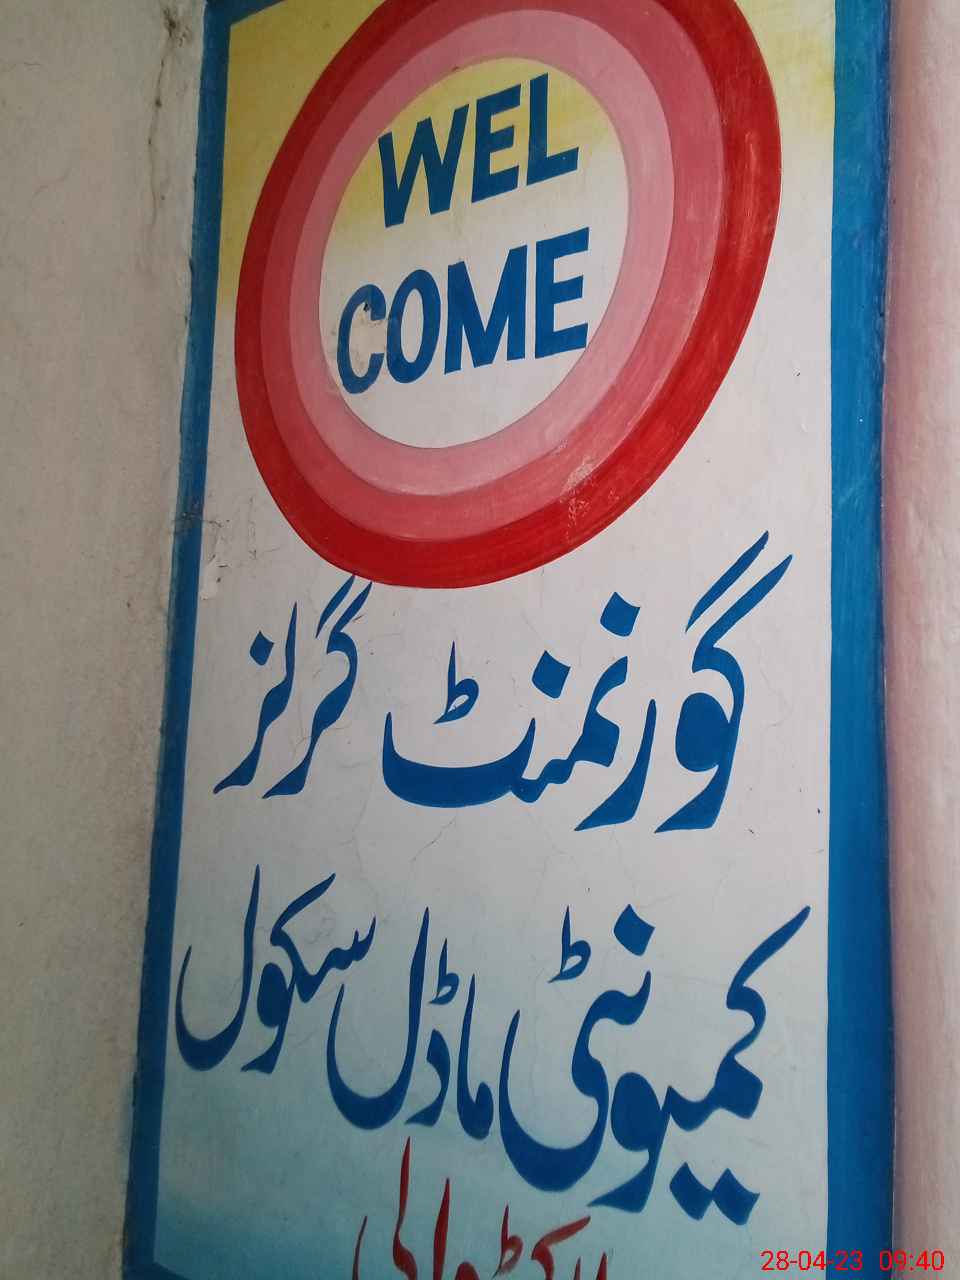 WEL
COME
گورنمنٹ گرلز
کمیونٹی ماڈل سکول
28-04-23 09:40